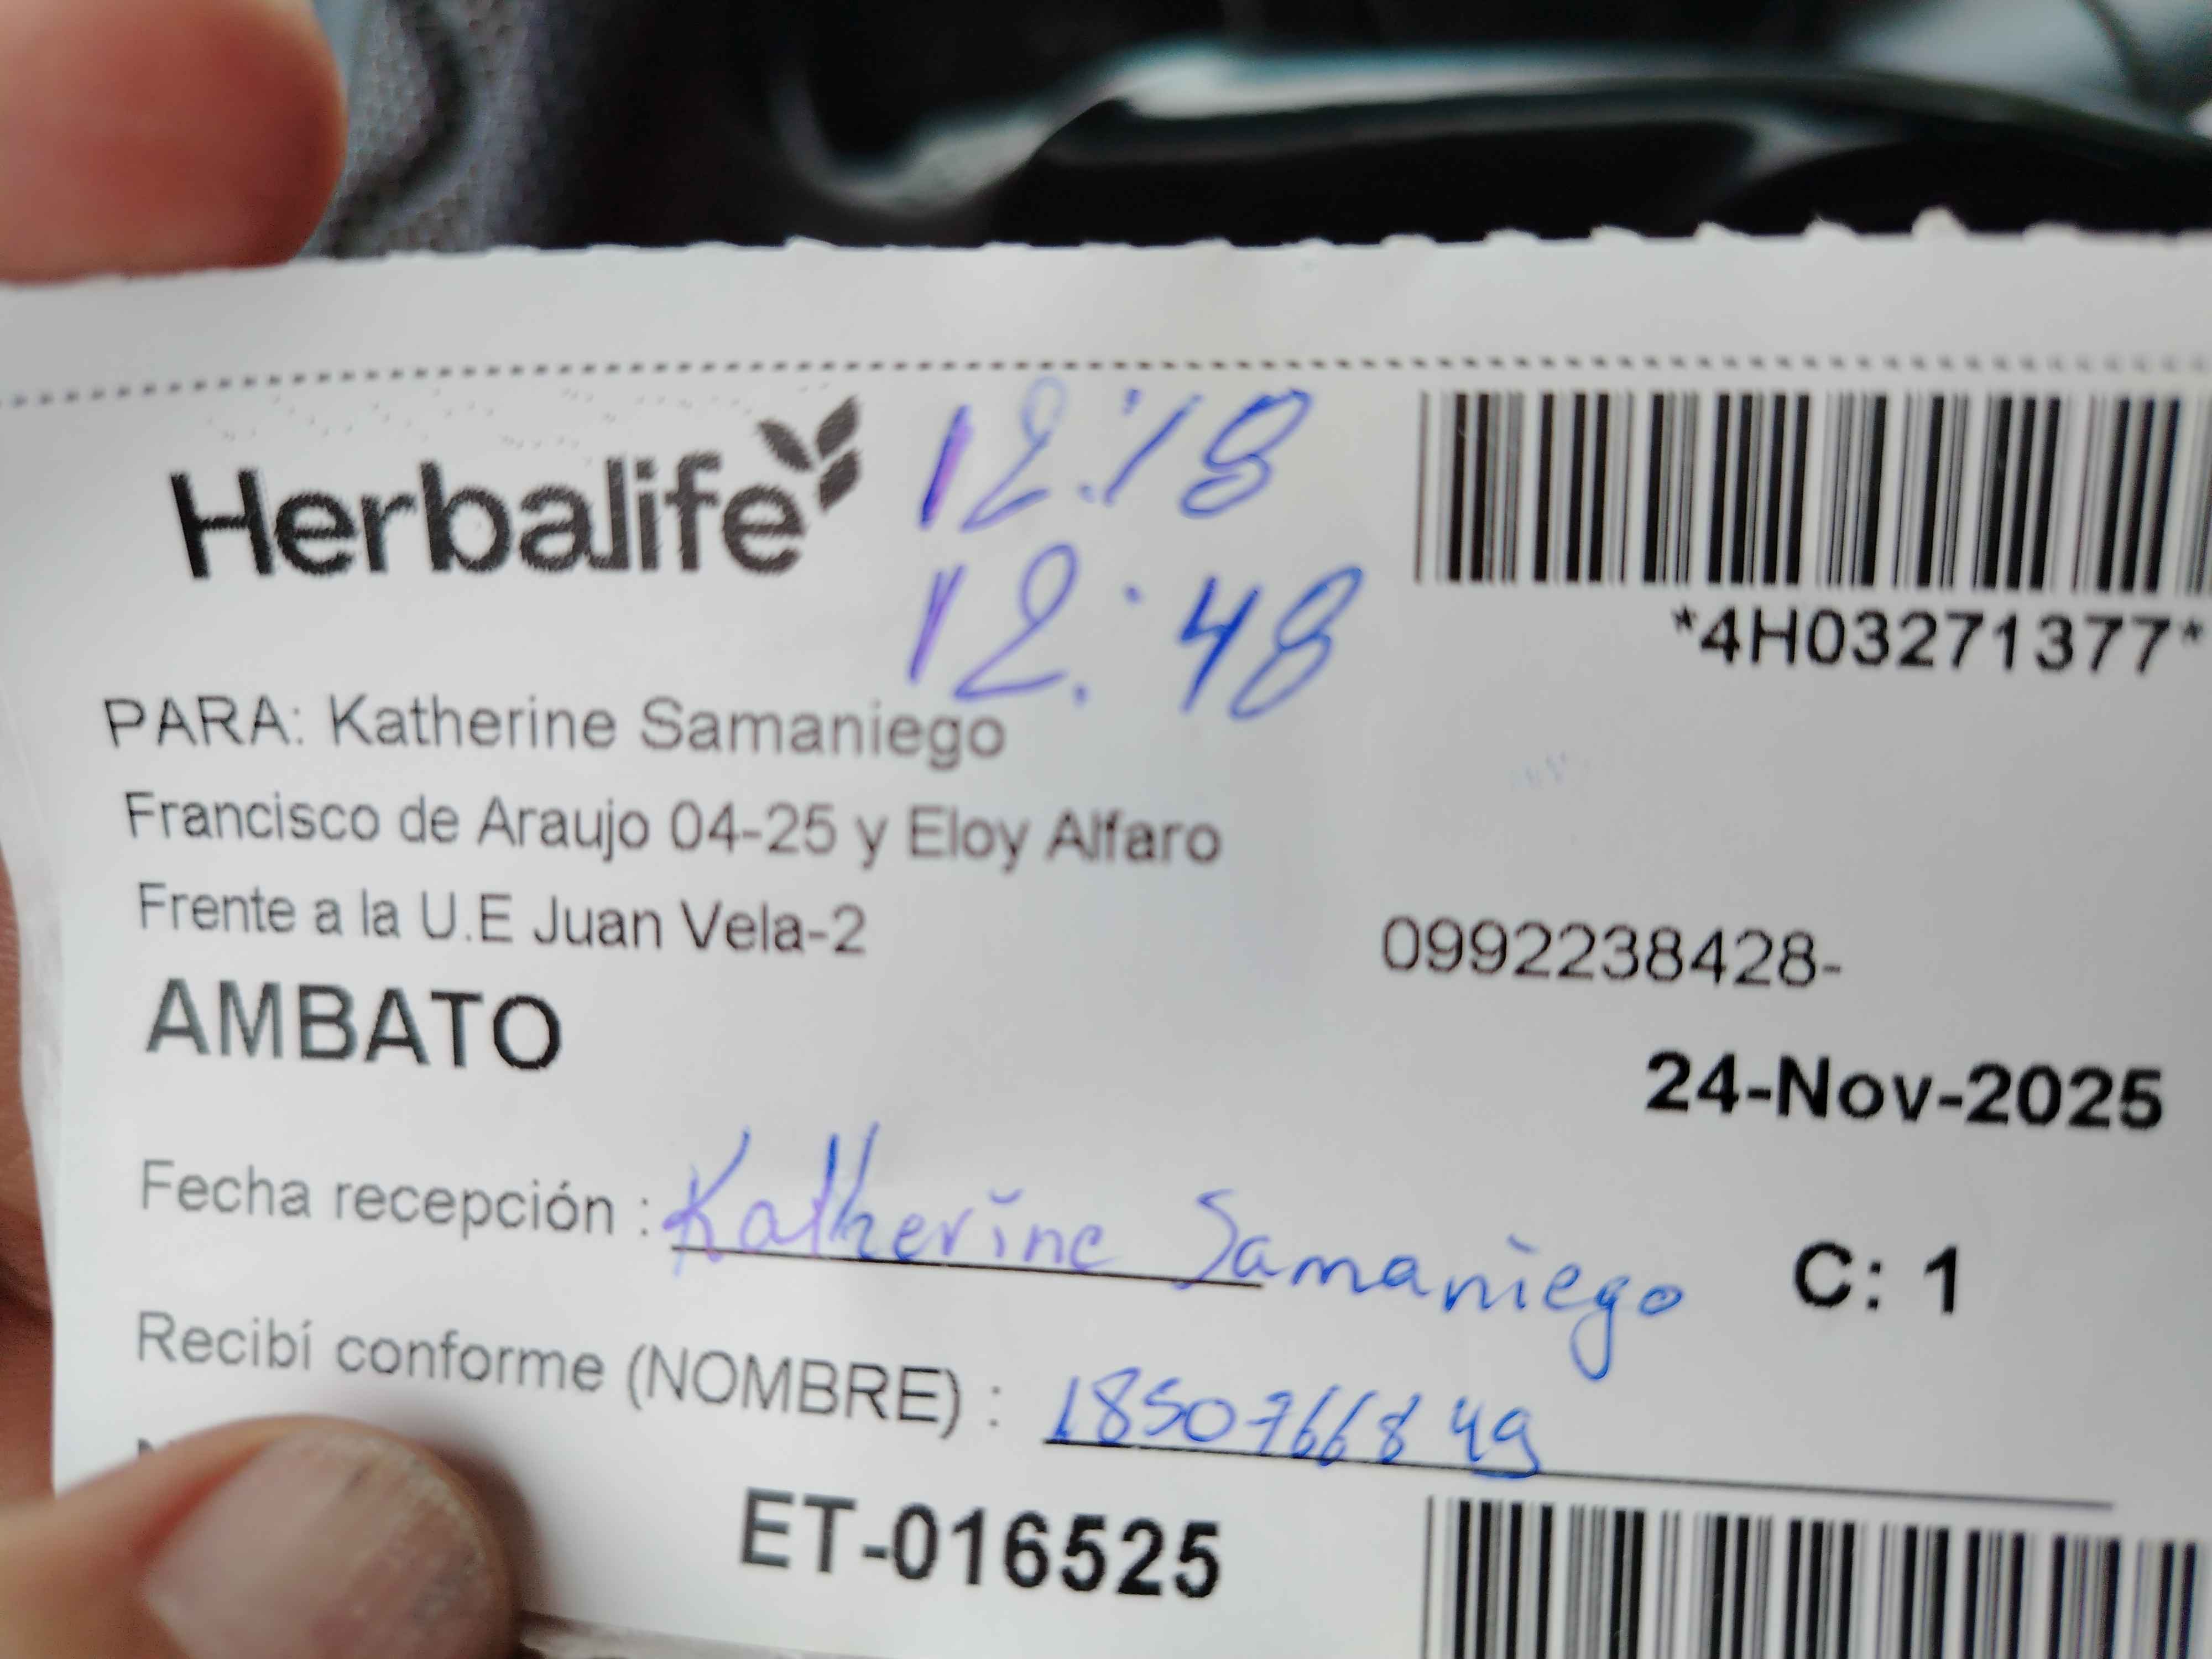 Herbalife
12:18
12:48
*4H03271377*
PARA: Katherine Samaniego
Francisco de Araujo 04-25 y Eloy Alfaro
Frente a la U.E Juan Vela-2
0992238428-
AMBATO
24-Nov-2025
Fecha recepción : Katherine Samaniego
C: 1
Recibí conforme (NOMBRE) : 1850766849
ET-016525